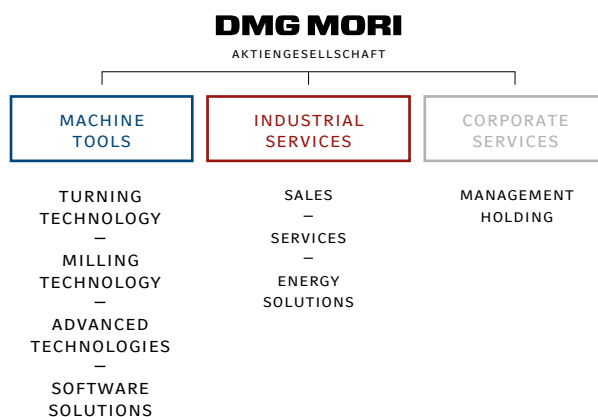 DMG MORI
AKTIENGESELLSCHAFT
MACHINE
TOOLS
INDUSTRIAL
SERVICES
CORPORATE
SERVICES
TURNING
TECHNOLOGY
–
MILLING
TECHNOLOGY
–
ADVANCED
TECHNOLOGIES
–
SOFTWARE
SOLUTIONS
SALES
–
SERVICES
–
ENERGY
SOLUTIONS
MANAGEMENT
HOLDING